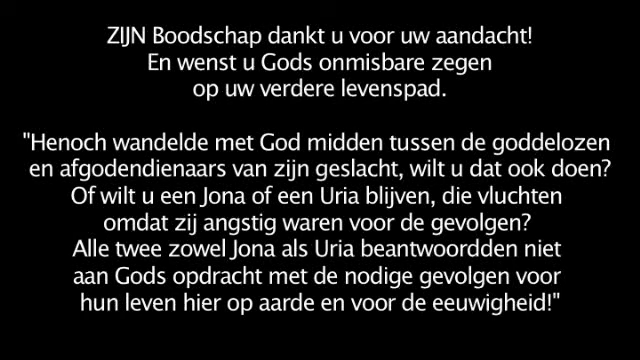 ZIJN Boodschap dankt u voor uw aandacht!
En wenst u Gods onmisbare zegen
op uw verdere levenspad.
"Henoch wandelde met God midden tussen de goddelozen
en afgodendienaars van zijn geslacht, wilt u dat ook doen?
Of wilt u een Jona of een Uria blijven, die vluchten
omdat zij angstig waren voor de gevolgen?
Alle twee zowel Jona als Uria beantwoordden niet
aan Gods opdracht met de nodige gevolgen voor
hun leven hier op aarde en voor de eeuwigheid!"